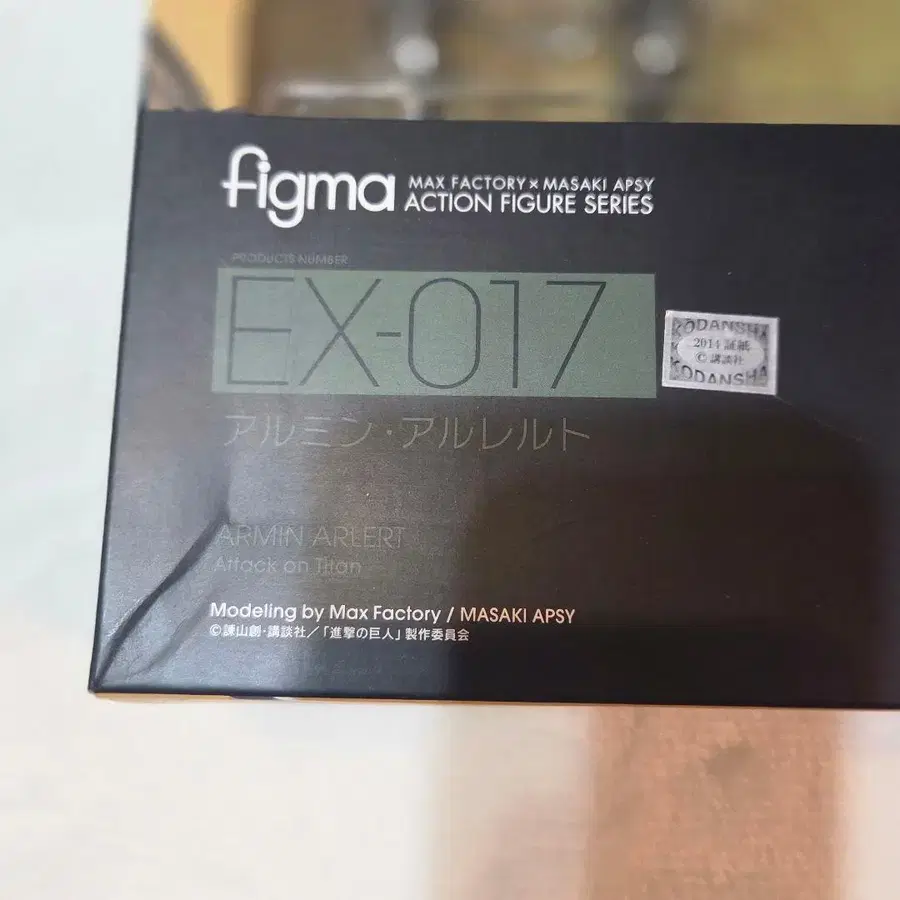 figma
MAX FACTORY × MASAKI APSY
ACTION FIGURE SERIES
PRODUCTS NUMBER
EX-017
KODANSHA
2014 証紙
© 講談社
KODANSHA
アルミン・アルレルト
ARMIN ARLERT
Attack on Titan
Modeling by Max Factory / MASAKI APSY
©諫山創・講談社／「進撃の巨人」製作委員会